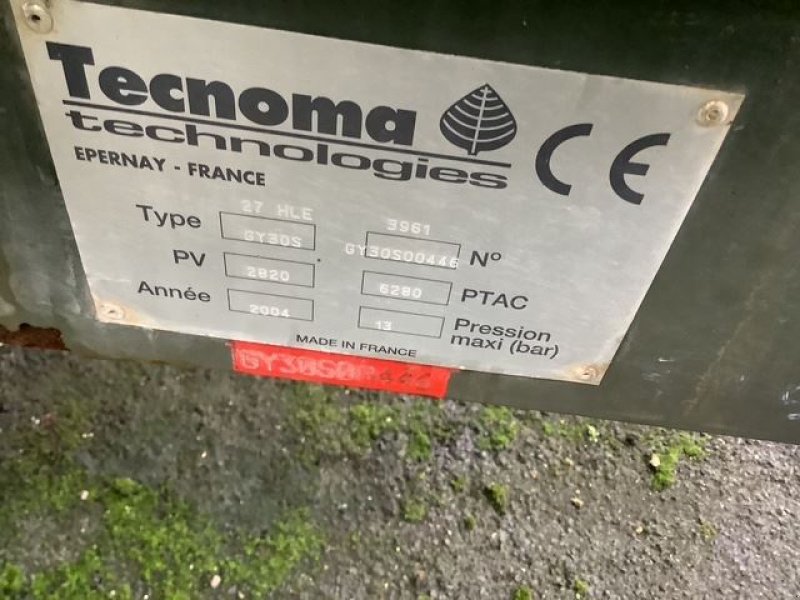 Tecnoma
technologies
CE
EPERNAY - FRANCE
27 HLE 3961
Type GY30S GY30S00446 N°
PV 2820 6280 PTAC
Année 2004 13 Pression
maxi (bar)
MADE IN FRANCE